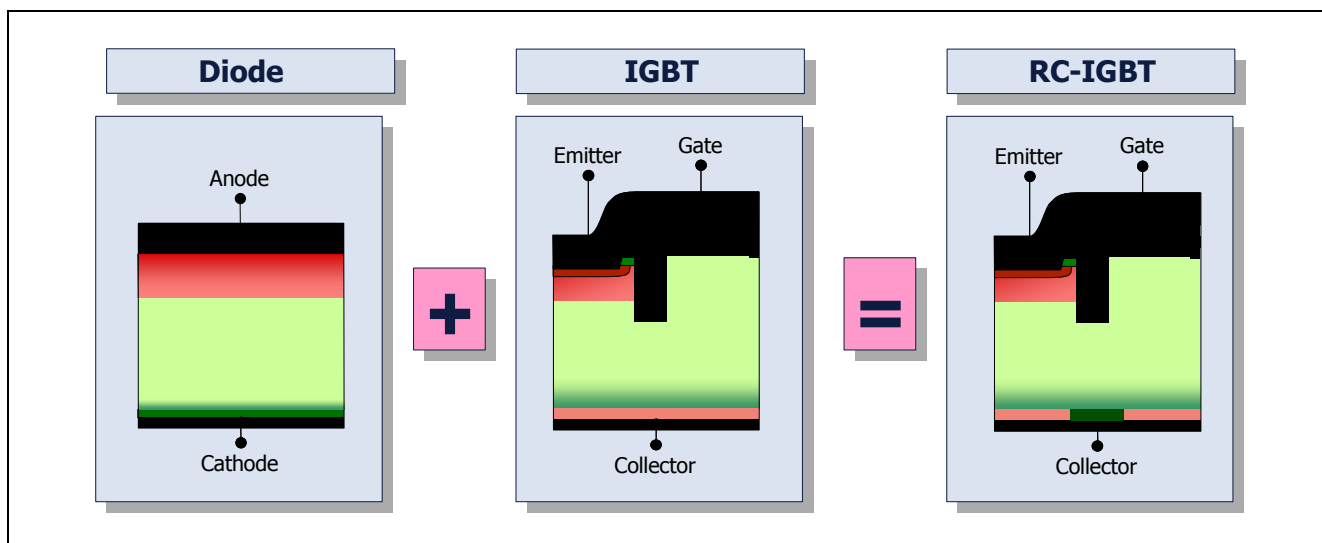 Diode
IGBT
RC-IGBT
Anode
Cathode
+
Emitter
Gate
Collector
=
Emitter
Gate
Collector